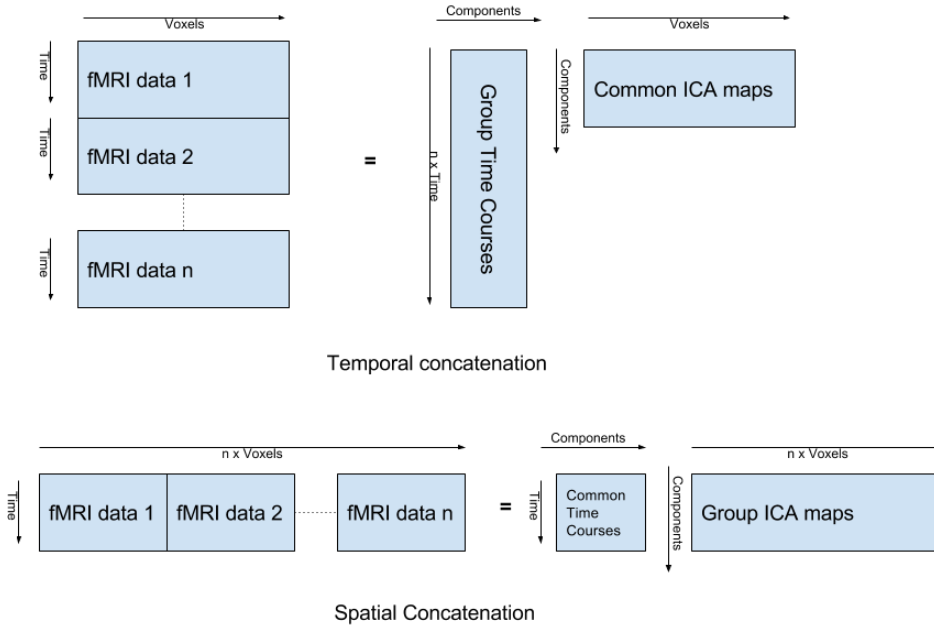 Voxels
Time
fMRI data 1
Time
fMRI data 2
Time
fMRI data n
=
Components
n x Time
Group Time Courses
Voxels
Components
Common ICA maps
Temporal concatenation
n x Voxels
Time
fMRI data 1
fMRI data 2
fMRI data n
=
Components
Time
Common
Time
Courses
n x Voxels
Components
Group ICA maps
Spatial Concatenation